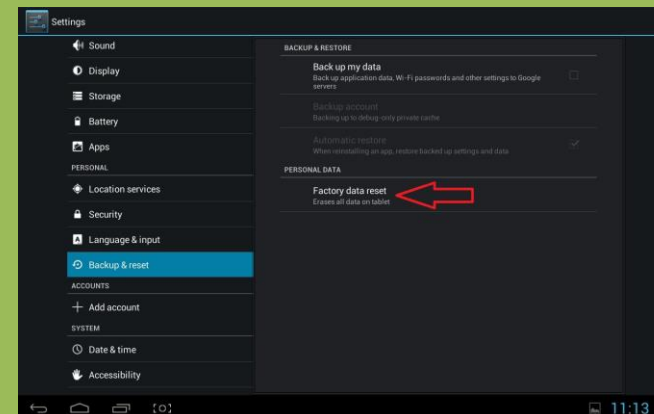 Settings
Sound
Display
Storage
Battery
Apps
PERSONAL
Location services
Security
Language & input
Backup & reset
ACCOUNTS
Add account
SYSTEM
Date & time
Accessibility
BACKUP & RESTORE
Back up my data
Back up application data, Wi-Fi passwords and other settings to Google
servers
Backup account
Backing up to debug-only private cache
Automatic restore
When reinstalling an app, restore backed up settings and data
PERSONAL DATA
Factory data reset
Erases all data on tablet
11:13